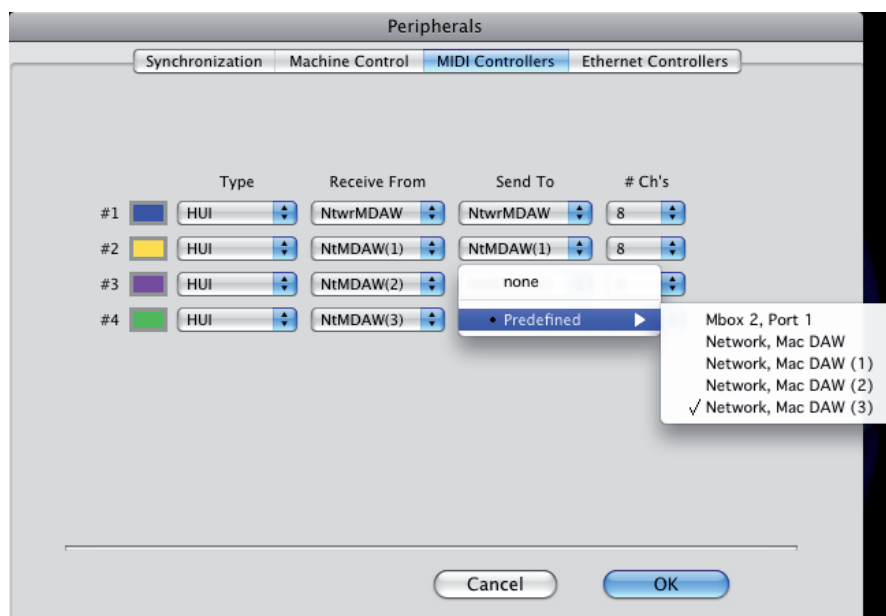 Peripherals
Synchronization Machine Control MIDI Controllers Ethernet Controllers
Type Receive From Send To # Ch's
#1 HUI NtwrMDAW NtwrMDAW 8
#2 HUI NtMDAW(1) NtMDAW(1) 8
#3 HUI NtMDAW(2) none
#4 HUI NtMDAW(3) • Predefined
Mbox 2, Port 1
Network, Mac DAW
Network, Mac DAW (1)
Network, Mac DAW (2)
√ Network, Mac DAW (3)
Cancel OK